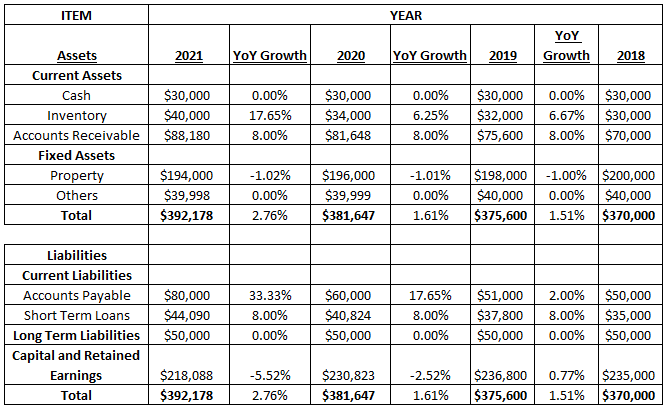 ITEM YEAR
Assets 2021 YoY Growth 2020 YoY Growth 2019 YoY Growth 2018
Current Assets
Cash $30,000 0.00% $30,000 0.00% $30,000 0.00% $30,000
Inventory $40,000 17.65% $34,000 6.25% $32,000 6.67% $30,000
Accounts Receivable $88,180 8.00% $81,648 8.00% $75,600 8.00% $70,000
Fixed Assets
Property $194,000 -1.02% $196,000 -1.01% $198,000 -1.00% $200,000
Others $39,998 0.00% $39,999 0.00% $40,000 0.00% $40,000
Total $392,178 2.76% $381,647 1.61% $375,600 1.51% $370,000
Liabilities
Current Liabilities
Accounts Payable $80,000 33.33% $60,000 17.65% $51,000 2.00% $50,000
Short Term Loans $44,090 8.00% $40,824 8.00% $37,800 8.00% $35,000
Long Term Liabilities $50,000 0.00% $50,000 0.00% $50,000 0.00% $50,000
Capital and Retained
Earnings $218,088 -5.52% $230,823 -2.52% $236,800 0.77% $235,000
Total $392,178 2.76% $381,647 1.61% $375,600 1.51% $370,000